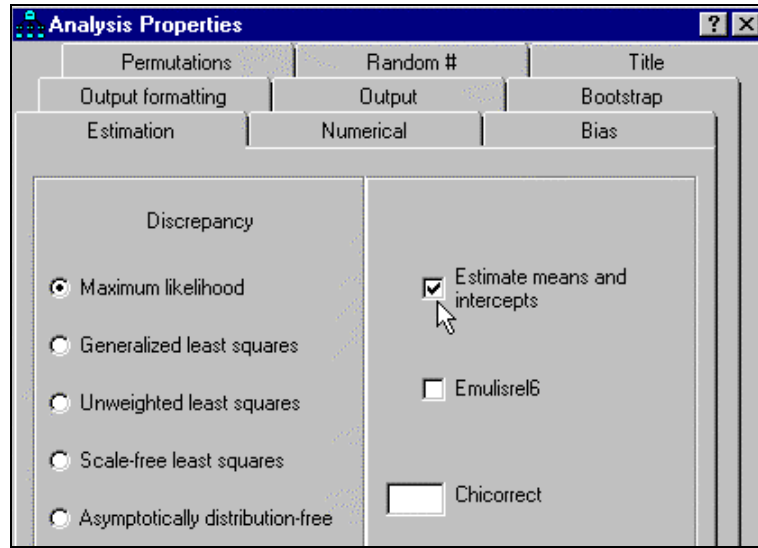 Analysis Properties
Permutations
Random #
Title
Output formatting
Output
Bootstrap
Estimation
Numerical
Bias
Discrepancy
Maximum likelihood
Generalized least squares
Unweighted least squares
Scale-free least squares
Asymptotically distribution-free
Estimate means and
intercepts
Emulisrel6
Chicorrect